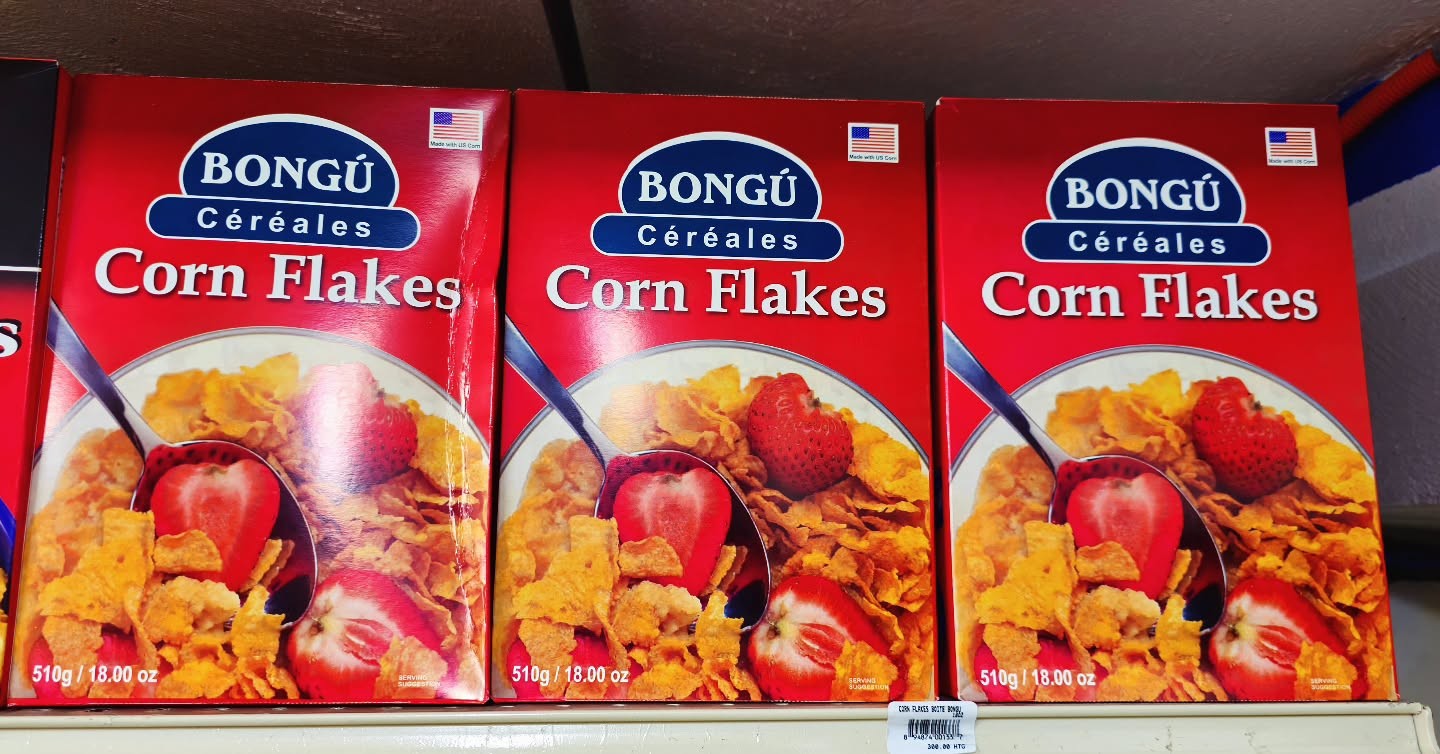 s
BONGÚ
Céréales
Corn Flakes
Made with US Corn
510g / 18.00 oz
SERVING
SUGGESTION
BONGÚ
Céréales
Corn Flakes
Made with US Corn
510g / 18.00 oz
SERVING
SUGGESTION
BONGÚ
Céréales
Corn Flakes
Made with US Corn
510g / 18.00 oz
SERVING
SUGGESTION
CORN FLAKES BOITE BONGU
300.00 HTG